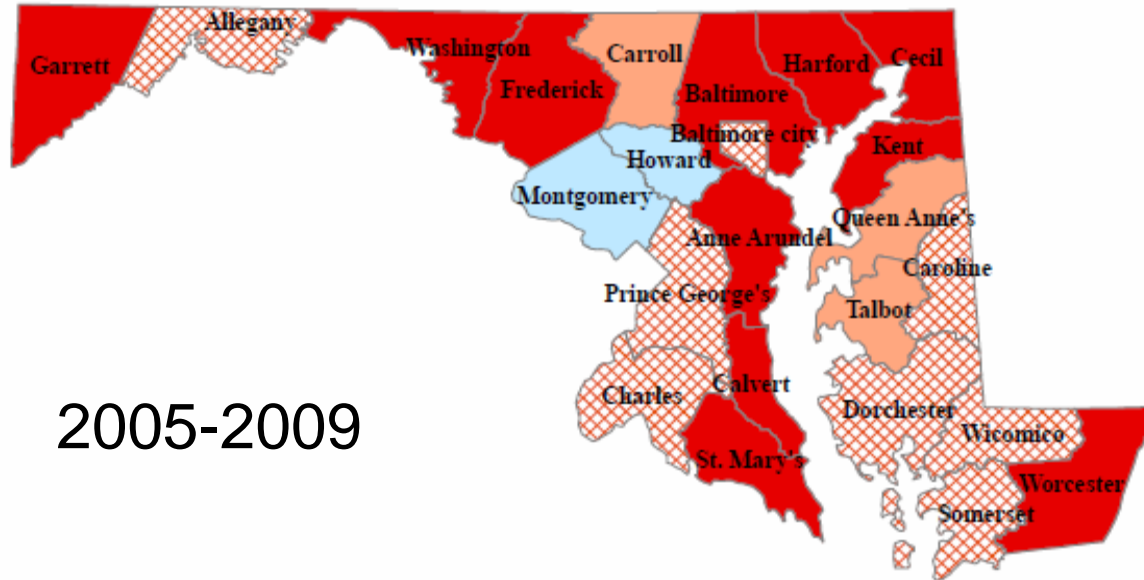 Allegany
Garrett
Washington
Frederick
Carroll
Baltimore
Harford
Cecil
Baltimore city
Kent
Howard
Montgomery
Queen Anne's
Anne Arundel
Caroline
Prince George's
Talbot
Calvert
Charles
Dorchester
Wicomico
St. Mary's
Worcester
Somerset
2005-2009